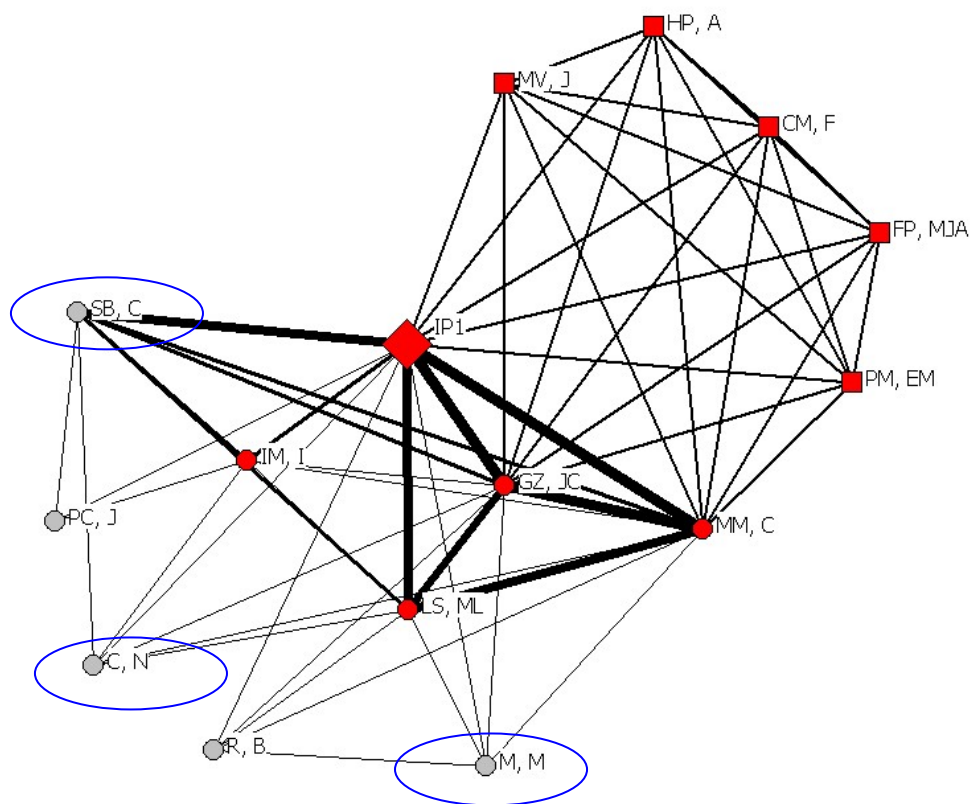 HP, A
MV, J
CM, F
FP, MJA
SB, C
IP1
PM, EM
IM, I
GZ, JC
PC, J
MM, C
LS, ML
C, N
R, B
M, M